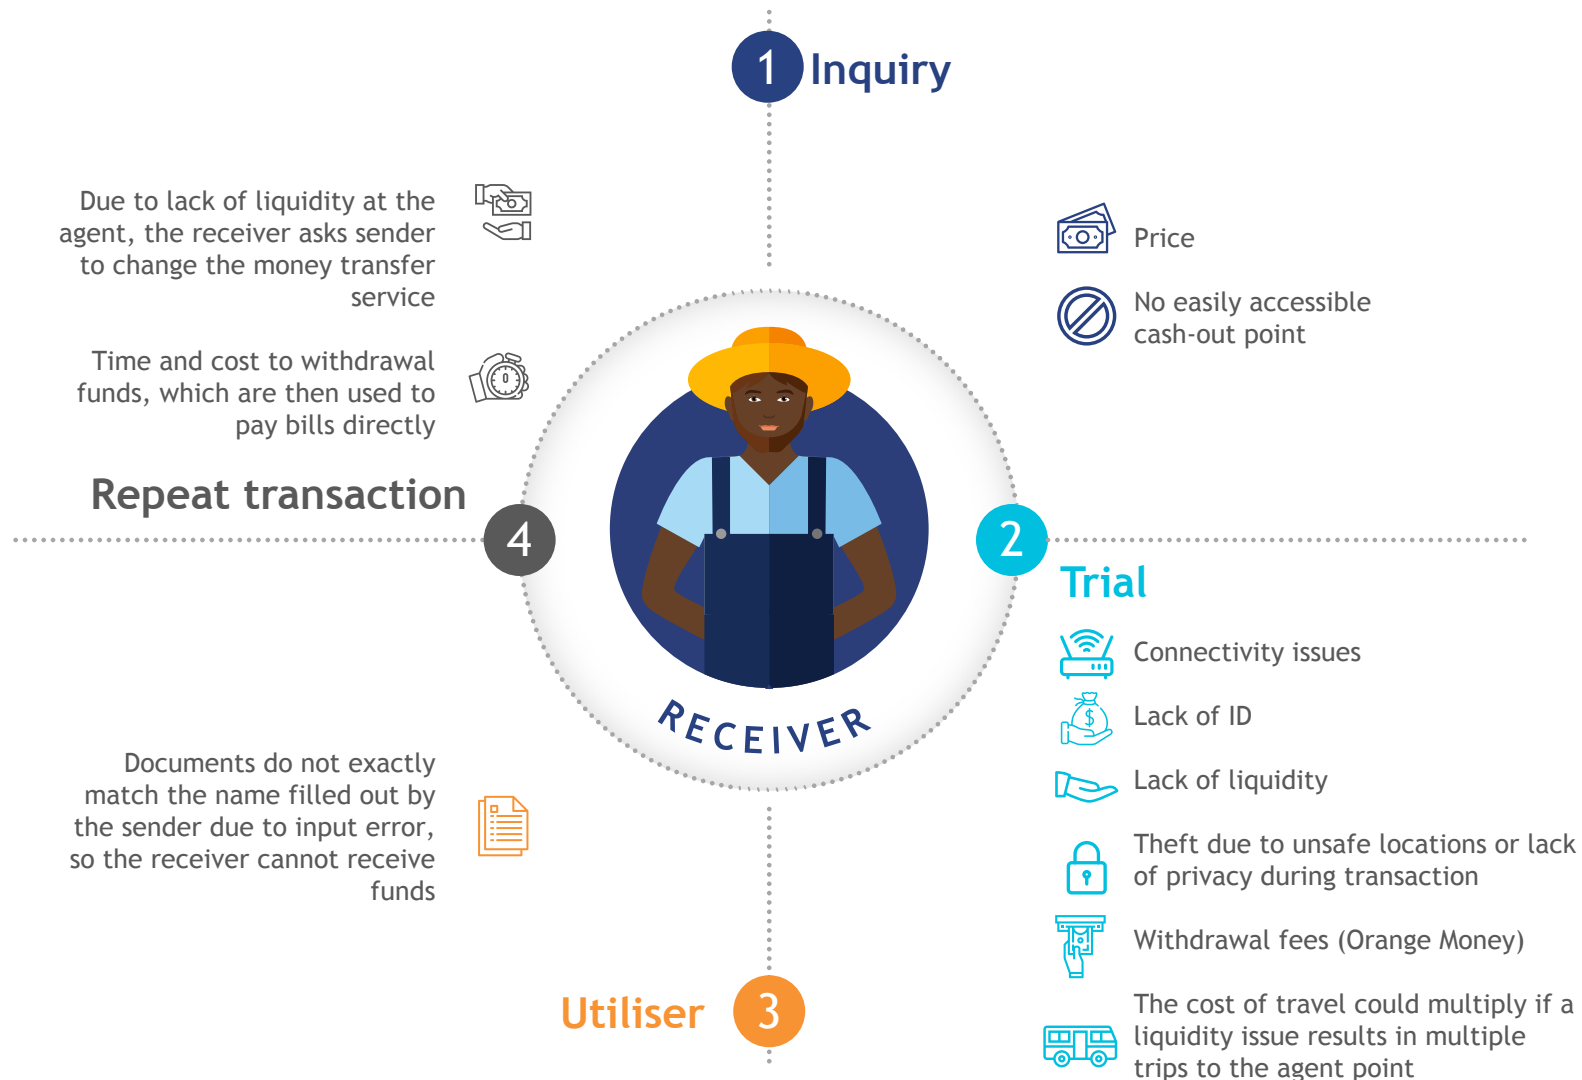 1 Inquiry
Price
No easily accessible
cash-out point
2
Trial
Connectivity issues
Lack of ID
Lack of liquidity
Theft due to unsafe locations or lack
of privacy during transaction
Withdrawal fees (Orange Money)
The cost of travel could multiply if a
liquidity issue results in multiple
trips to the agent point
Utiliser 3
Documents do not exactly
match the name filled out by
the sender due to input error,
so the receiver cannot receive
funds
Repeat transaction
4
Due to lack of liquidity at the
agent, the receiver asks sender
to change the money transfer
service
Time and cost to withdrawal
funds, which are then used to
pay bills directly
RECEIVER
$
0